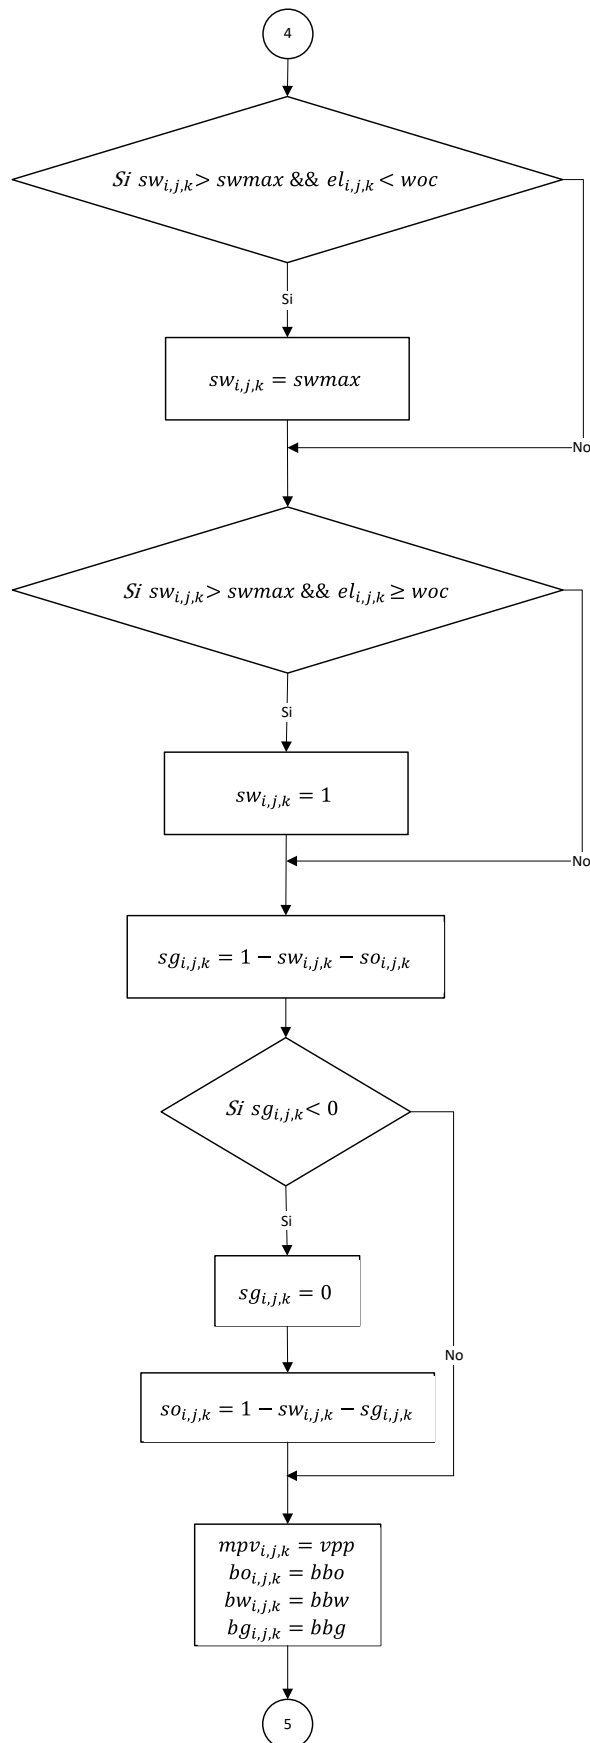 4
Si sw_{i,j,k} > swmax && el_{i,j,k} < woc
Si
sw_{i,j,k} = swmax
No
Si sw_{i,j,k} > swmax && el_{i,j,k} ≥ woc
Si
sw_{i,j,k} = 1
No
sg_{i,j,k} = 1 − sw_{i,j,k} − so_{i,j,k}
Si sg_{i,j,k} < 0
Si
sg_{i,j,k} = 0
No
so_{i,j,k} = 1 − sw_{i,j,k} − sg_{i,j,k}
mpv_{i,j,k} = vpp
bo_{i,j,k} = bbo
bw_{i,j,k} = bbw
bg_{i,j,k} = bbg
5